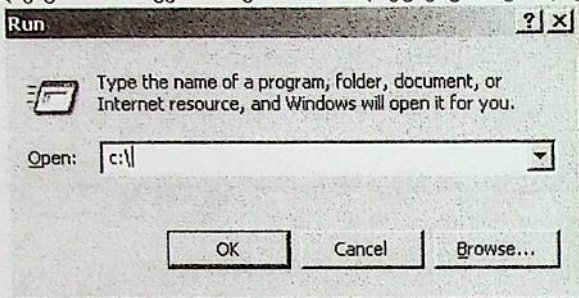 Run
Type the name of a program, folder, document, or
Internet resource, and Windows will open it for you.
Open: c:\
OK Cancel Browse...